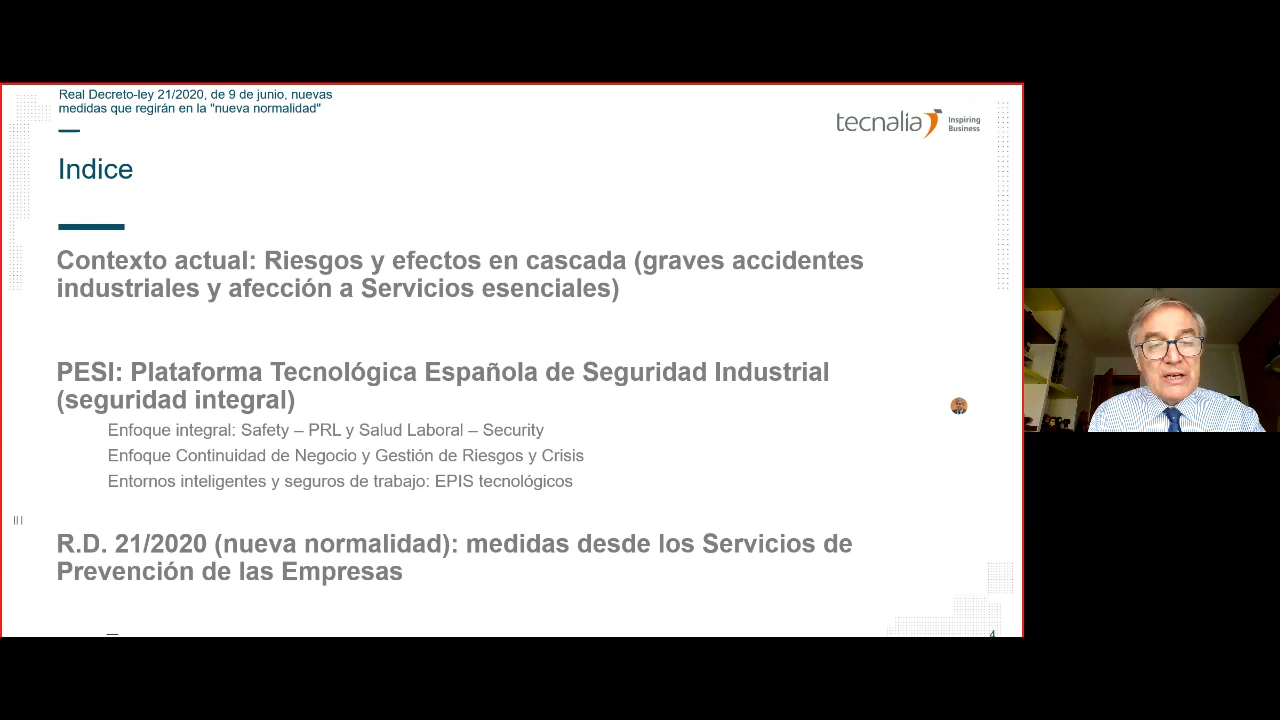 Real Decreto-ley 21/2020, de 9 de junio, nuevas
medidas que regirán en la "nueva normalidad"
tecnalia Inspiring
Business
Indice
Contexto actual: Riesgos y efectos en cascada (graves accidentes
industriales y afección a Servicios esenciales)
PESI: Plataforma Tecnológica Española de Seguridad Industrial
(seguridad integral)
Enfoque integral: Safety – PRL y Salud Laboral – Security
Enfoque Continuidad de Negocio y Gestión de Riesgos y Crisis
Entornos inteligentes y seguros de trabajo: EPIS tecnológicos
R.D. 21/2020 (nueva normalidad): medidas desde los Servicios de
Prevención de las Empresas
4